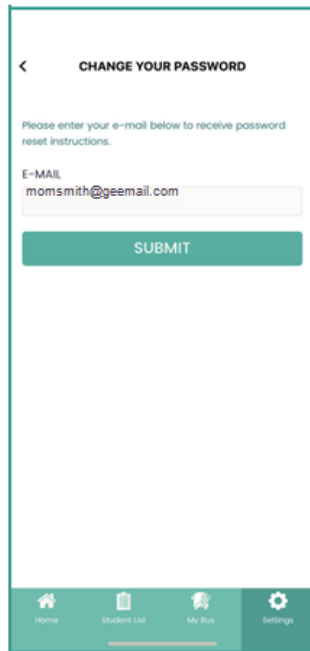 CHANGE YOUR PASSWORD
Please enter your e-mail below to receive password
reset instructions.
E-MAIL
momsmith@geemail.com
SUBMIT
Home
Student List
My Bus
Settings